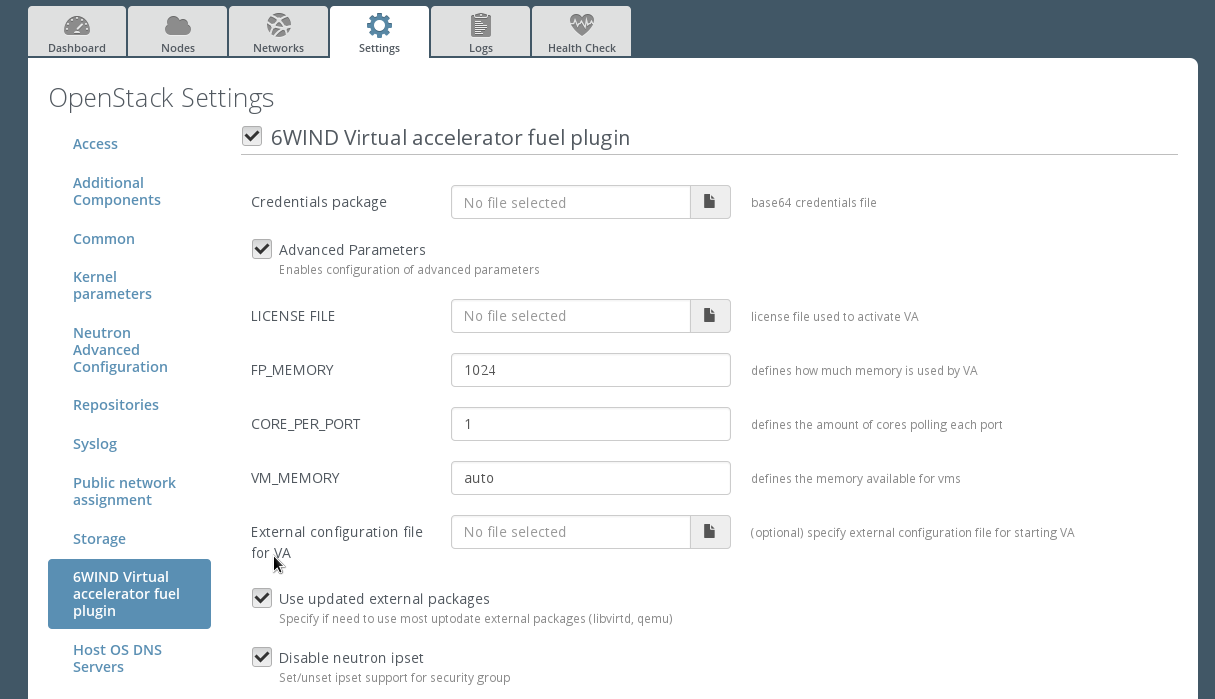 Dashboard
Nodes
Networks
Settings
Logs
Health Check
OpenStack Settings
Access
Additional
Components
Common
Kernel
parameters
Neutron
Advanced
Configuration
Repositories
Syslog
Public network
assignment
Storage
6WIND Virtual
accelerator fuel
plugin
Host OS DNS
Servers
6WIND Virtual accelerator fuel plugin
Credentials package
No file selected
base64 credentials file
Advanced Parameters
Enables configuration of advanced parameters
LICENSE FILE
No file selected
license file used to activate VA
FP_MEMORY
1024
defines how much memory is used by VA
CORE_PER_PORT
1
defines the amount of cores polling each port
VM_MEMORY
auto
defines the memory available for vms
External configuration file
for VA
No file selected
(optional) specify external configuration file for starting VA
Use updated external packages
Specify if need to use most uptodate external packages (libvirtd, qemu)
Disable neutron ipset
Set/unset ipset support for security group